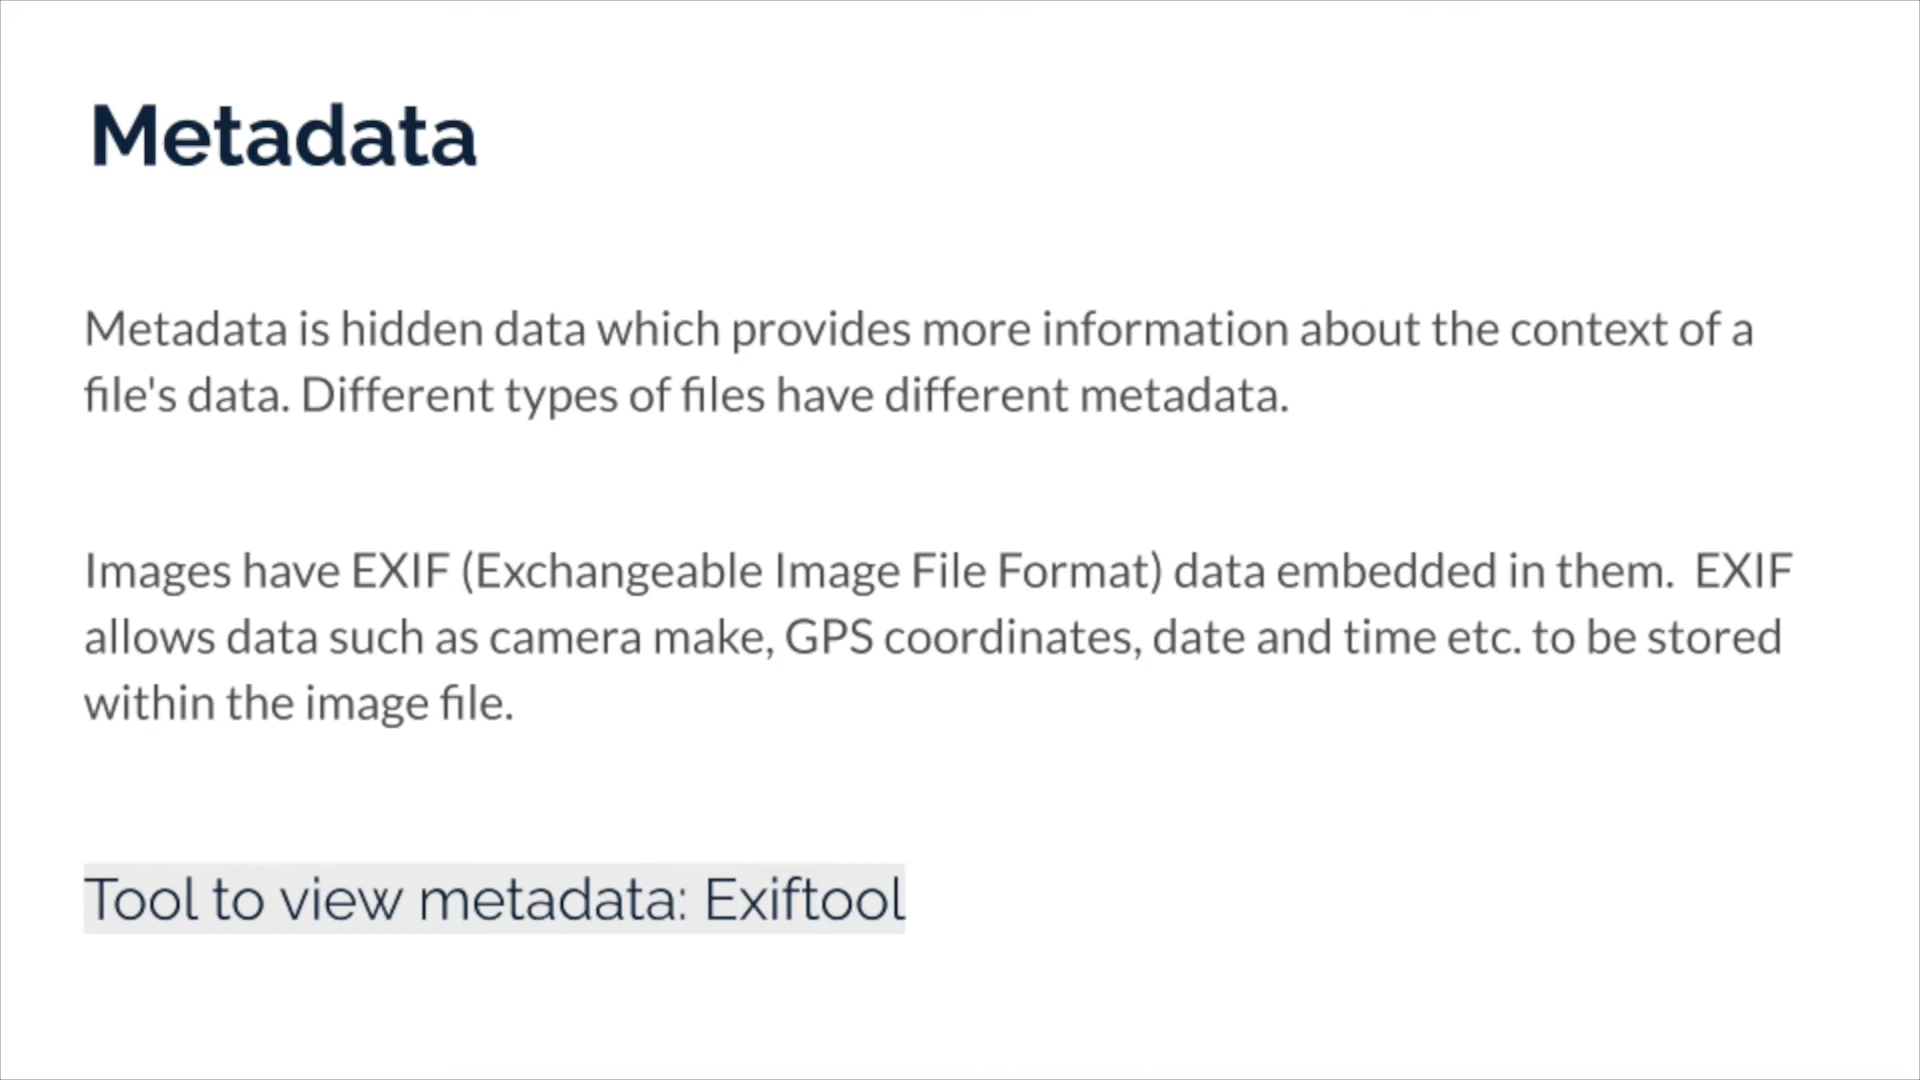 Metadata
Metadata is hidden data which provides more information about the context of a
file's data. Different types of files have different metadata.
Images have EXIF (Exchangeable Image File Format) data embedded in them.  EXIF
allows data such as camera make, GPS coordinates, date and time etc. to be stored
within the image file.
Tool to view metadata: Exiftool